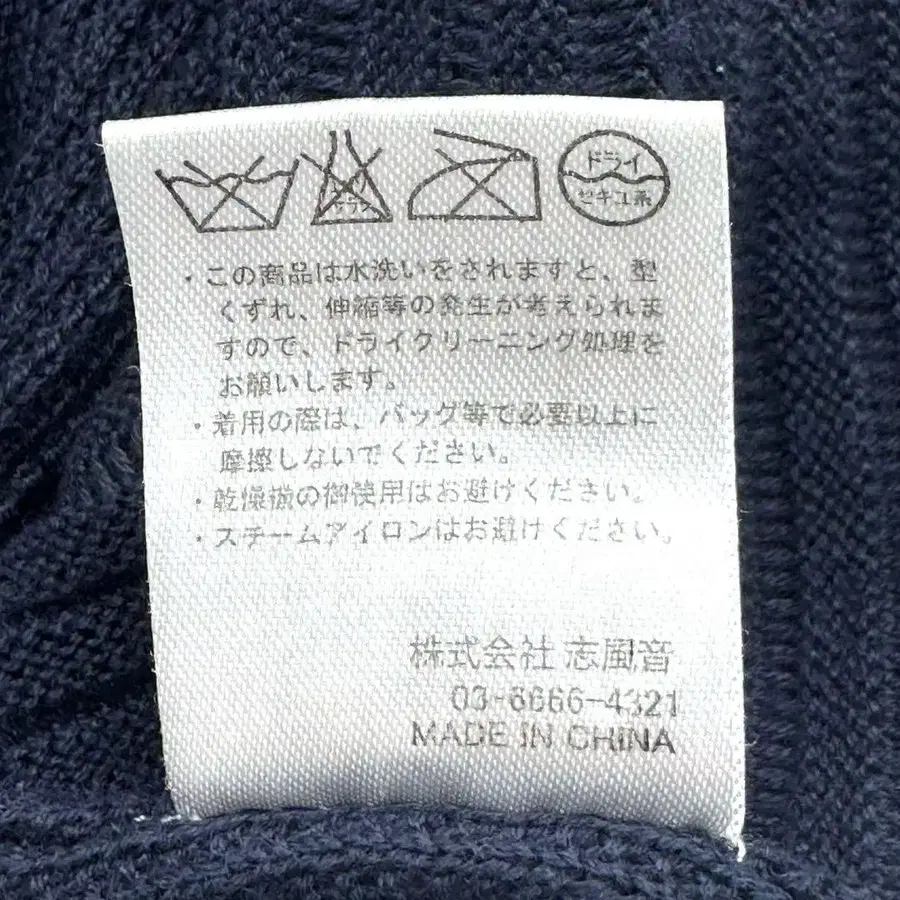 ドライ
セキユ系
・この商品は水洗いをされますと、型
くずれ、伸縮等の発生が考えられま
すので、ドライクリーニング処理を
お願いします。
・着用の際は、バッグ等で必要以上に
摩擦しないでください。
・乾燥機の御使用はお避けください。
・スチームアイロンはお避けください。
株式会社 志風音
03-6666-4321
MADE IN CHINA